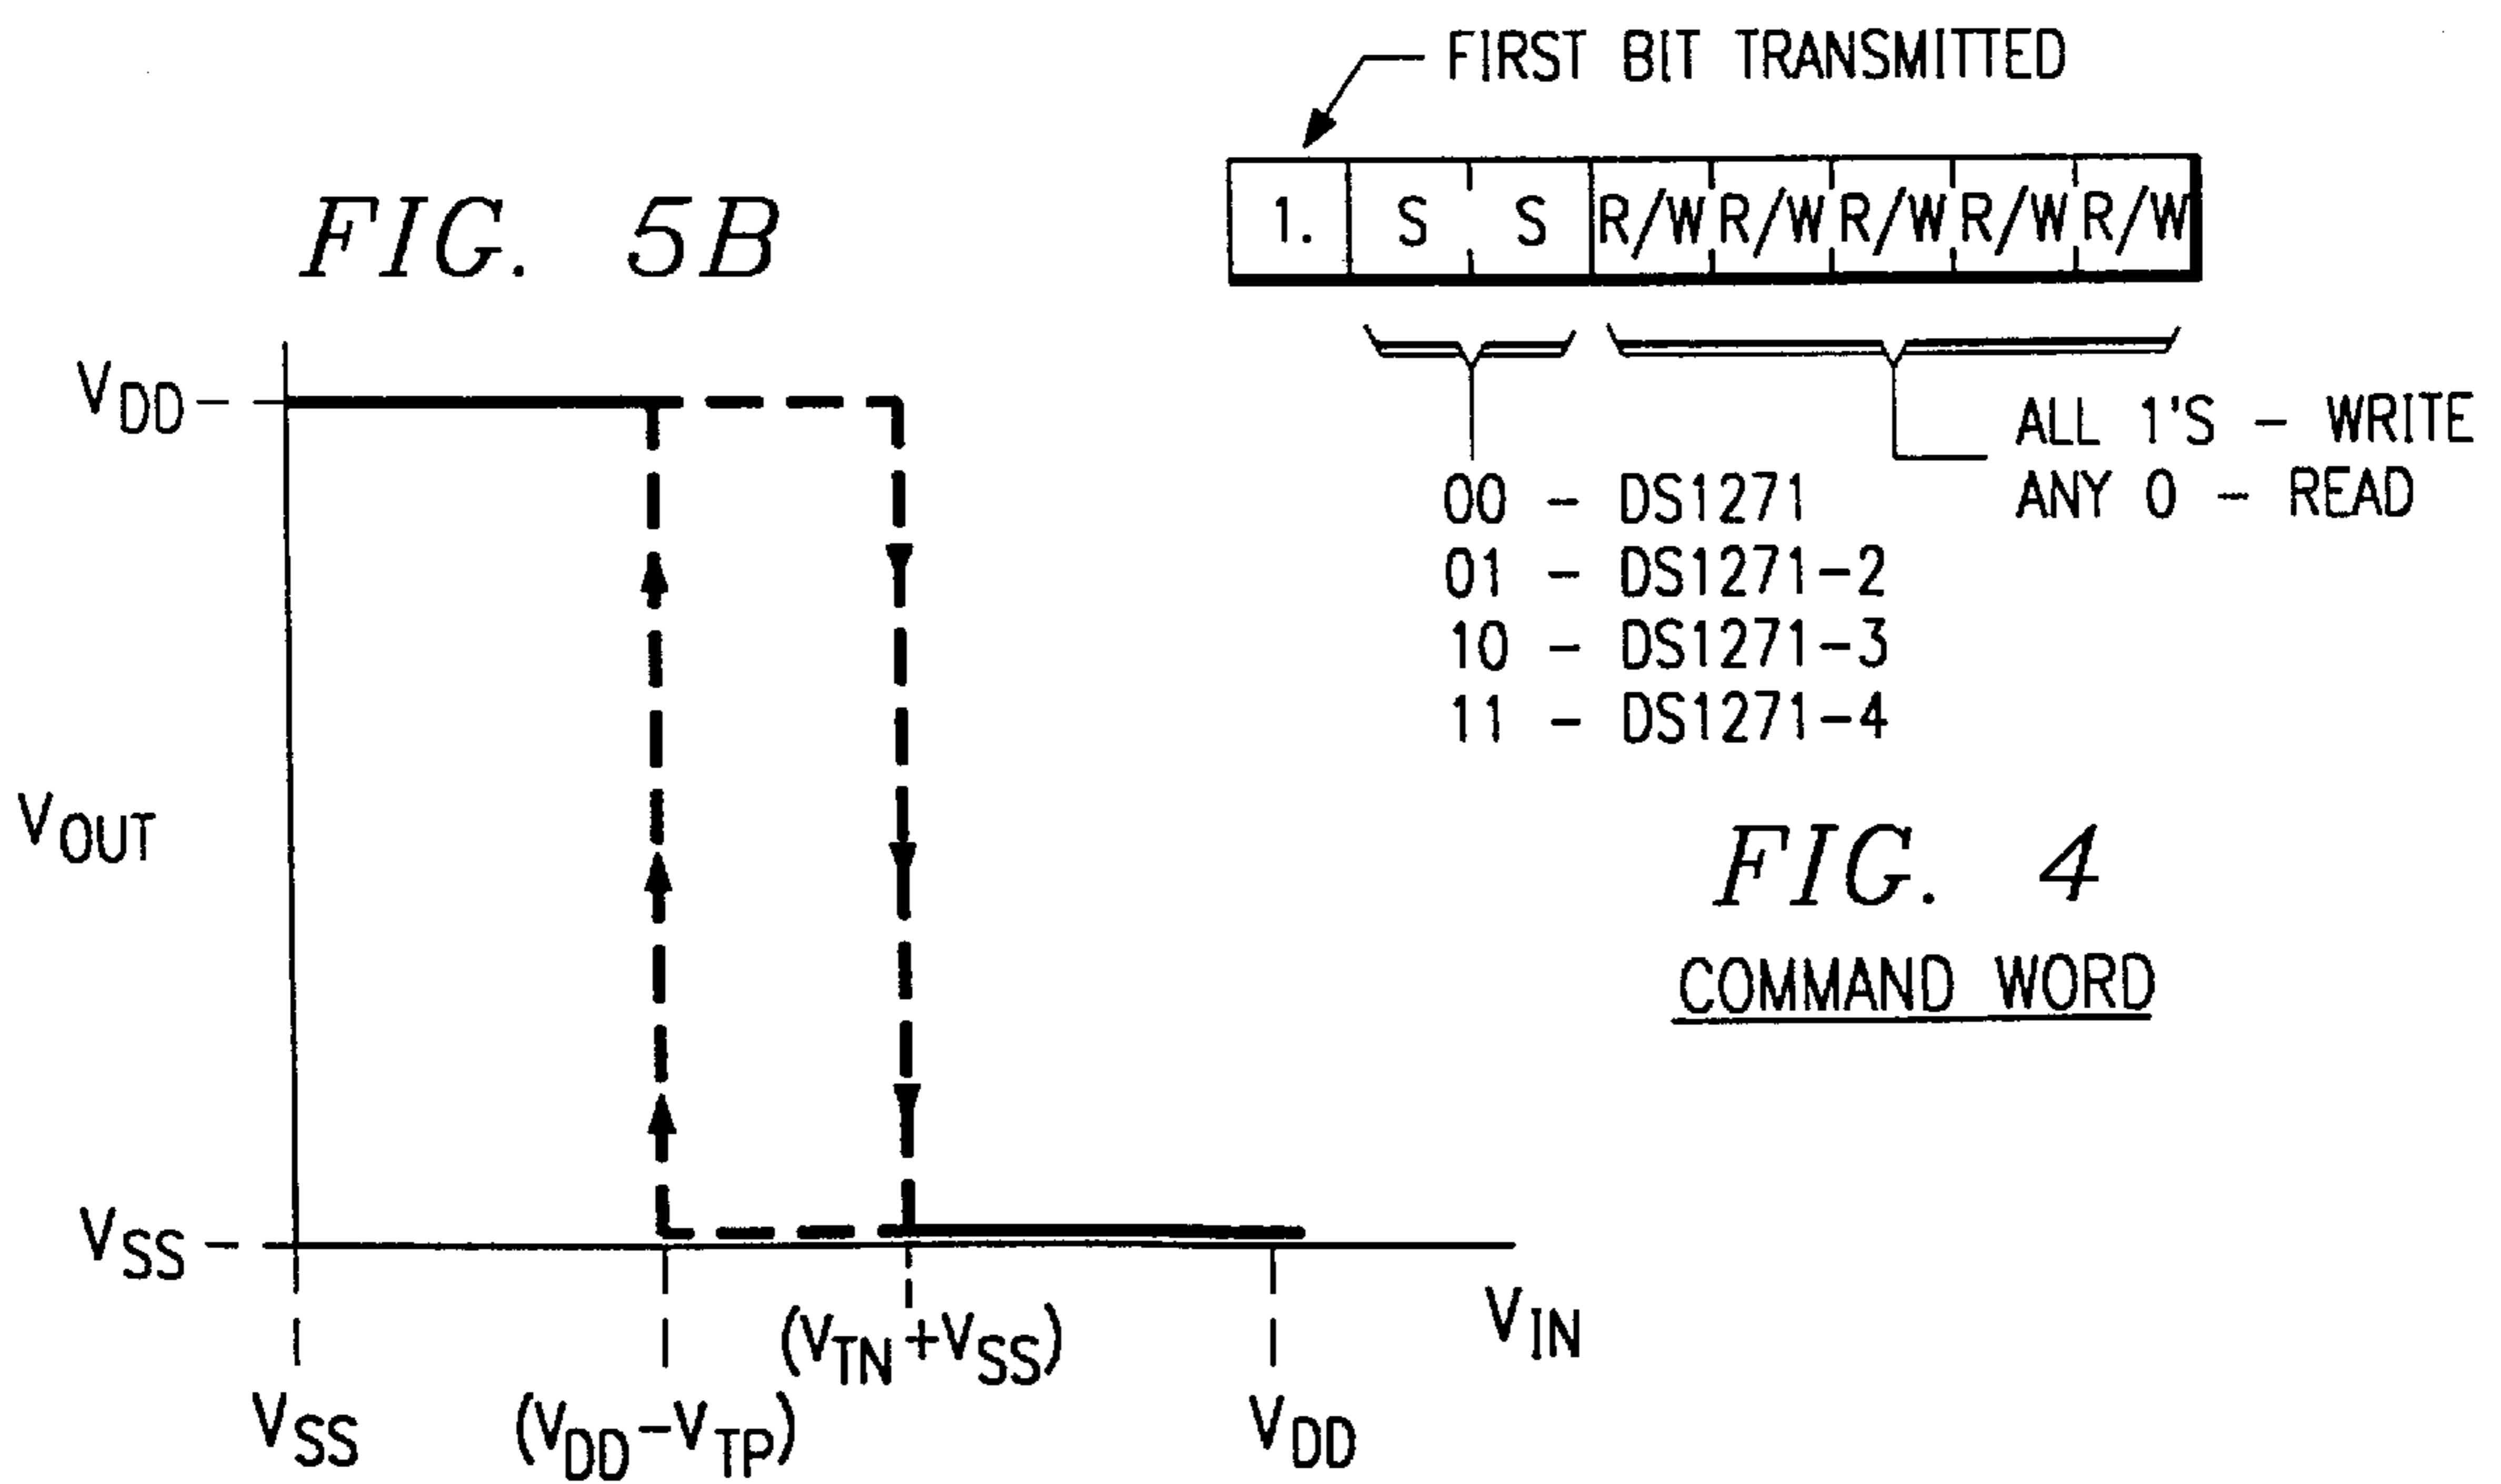 FIRST BIT TRANSMITTED
1. S S R/W R/W R/W R/W R/W
ALL 1'S - WRITE
ANY 0 - READ
00 - DS1271
01 - DS1271-2
10 - DS1271-3
11 - DS1271-4
FIG. 4
COMMAND WORD
FIG. 5B
VDD
VOUT
VSS
VIN
VSS
(VDD-VTP)
(VTN+VSS)
VDD